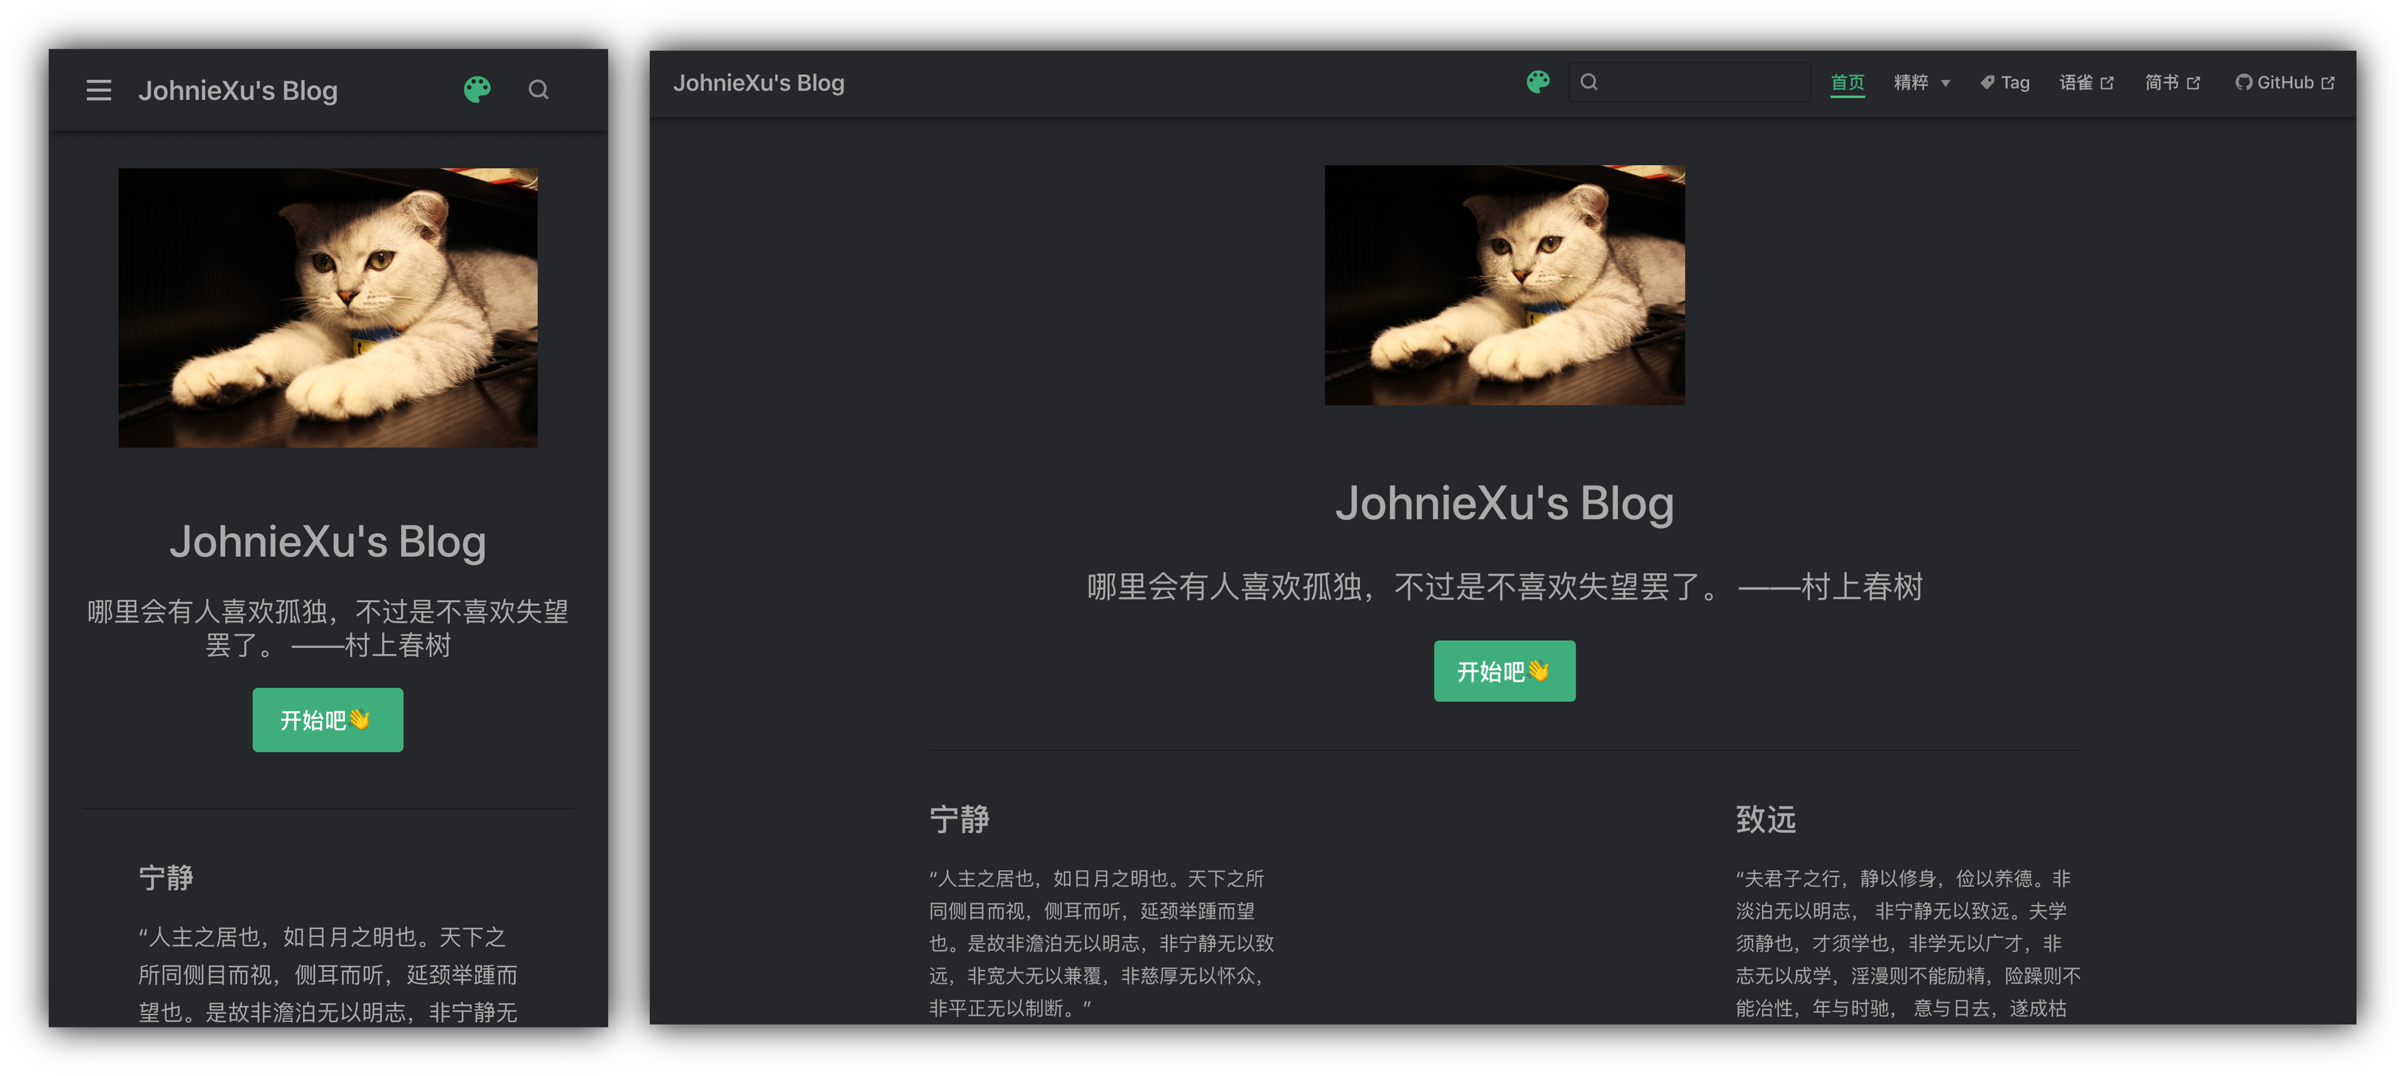 JohnieXu's Blog
JohnieXu's Blog
哪里会有人喜欢孤独，不过是不喜欢失望
罢了。 ——村上春树
开始吧👋
宁静
“人主之居也，如日月之明也。天下之
所同侧目而视，侧耳而听，延颈举踵而
望也。是故非澹泊无以明志，非宁静无
JohnieXu's Blog
首页 精粹 Tag 语雀 简书 GitHub
JohnieXu's Blog
哪里会有人喜欢孤独，不过是不喜欢失望罢了。 ——村上春树
开始吧👋
宁静
“人主之居也，如日月之明也。天下之所
同侧目而视，侧耳而听，延颈举踵而望
也。是故非澹泊无以明志，非宁静无以致
远，非宽大无以兼覆，非慈厚无以怀众，
非平正无以制断。”
致远
“夫君子之行，静以修身，俭以养德。非
淡泊无以明志， 非宁静无以致远。夫学
须静也，才须学也，非学无以广才，非
志无以成学，淫漫则不能励精，险躁则不
能冶性，年与时驰， 意与日去，遂成枯